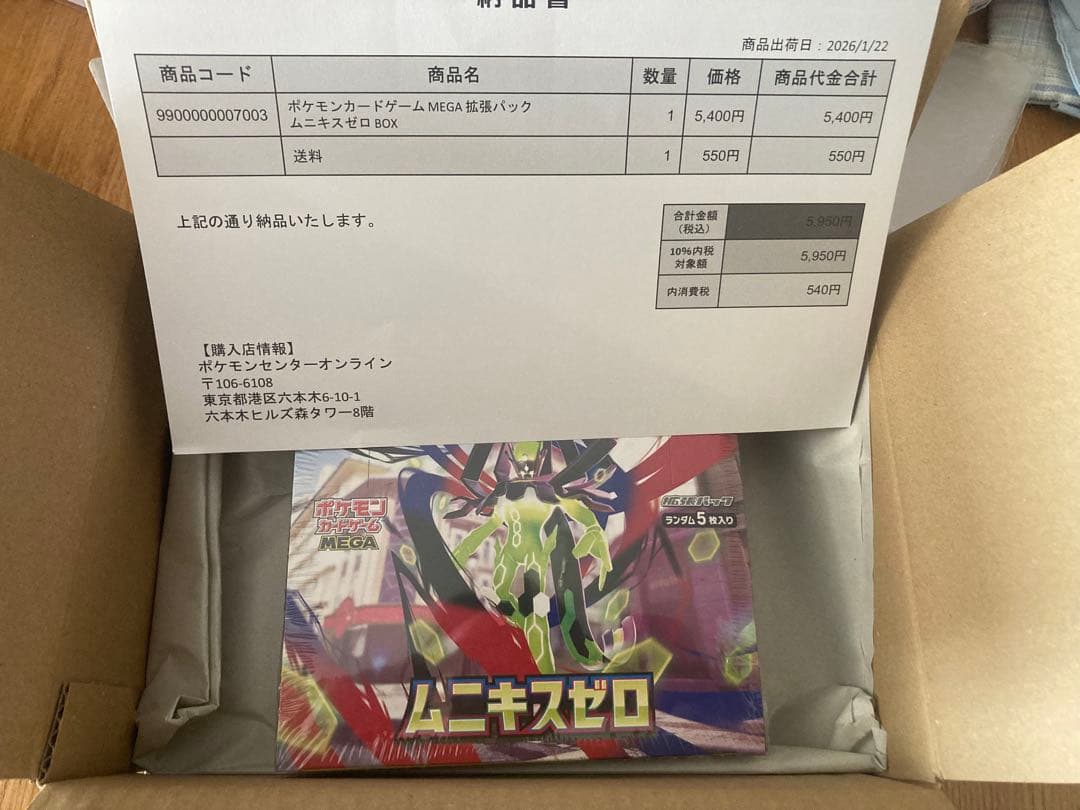 納品書
商品出荷日：2026/1/22
商品コード 商品名 数量 価格 商品代金合計
9900000007003 ポケモンカードゲーム MEGA 拡張パック
ムニキスゼロ BOX 1 5,400円 5,400円
送料 1 550円 550円
上記の通り納品いたします。
合計金額
（税込） 5,950円
10%内税
対象額 5,950円
内消費税 540円
【購入店情報】
ポケモンセンターオンライン
〒106-6108
東京都港区六本木6-10-1
六本木ヒルズ森タワー8階
ポケモン
カードゲーム
MEGA
拡張パック
ランダム5枚入り
ムニキスゼロ